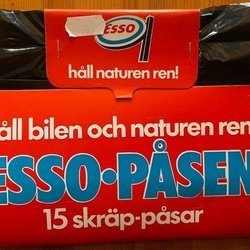 ESSO
håll naturen ren!
åll bilen och naturen ren
ESSO•PÅSEN
15 skräp-påsar